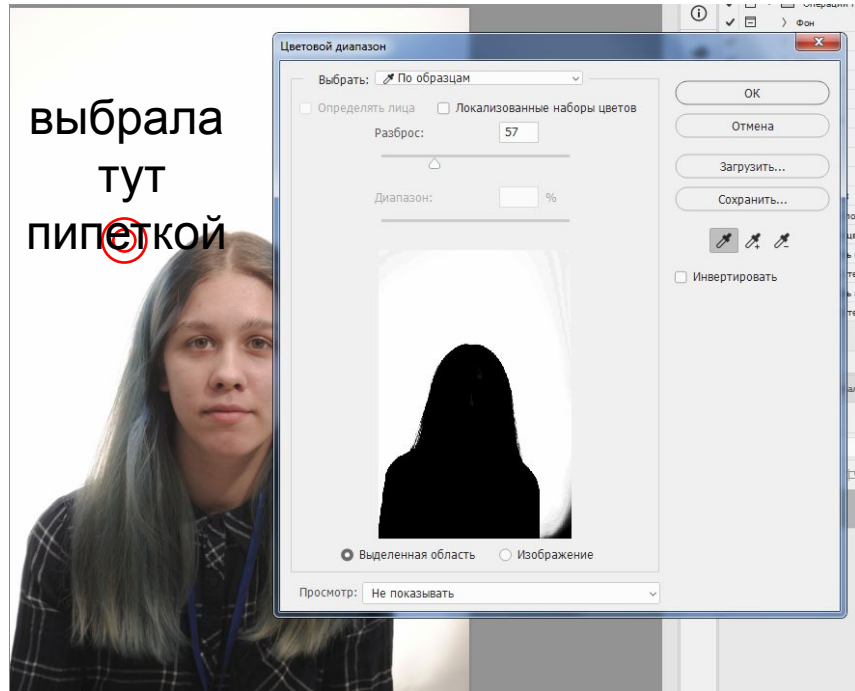 Операции
Фон
Цветовой диапазон
Выбрать: По образцам
Определять лица
Локализованные наборы цветов
Разброс: 57
Диапазон: %
OK
Отмена
Загрузить...
Сохранить...
Инвертировать
выбрала
тут
пипеткой
Выделенная область
Изображение
Просмотр: Не показывать